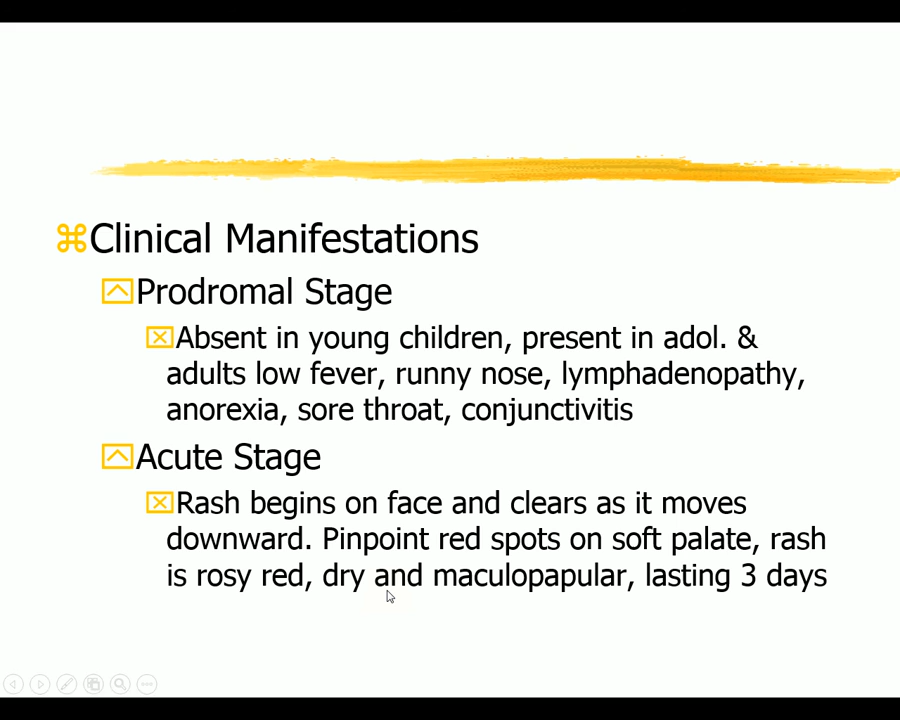 Clinical Manifestations
Prodromal Stage
Absent in young children, present in adol. &
adults low fever, runny nose, lymphadenopathy,
anorexia, sore throat, conjunctivitis
Acute Stage
Rash begins on face and clears as it moves
downward. Pinpoint red spots on soft palate, rash
is rosy red, dry and maculopapular, lasting 3 days